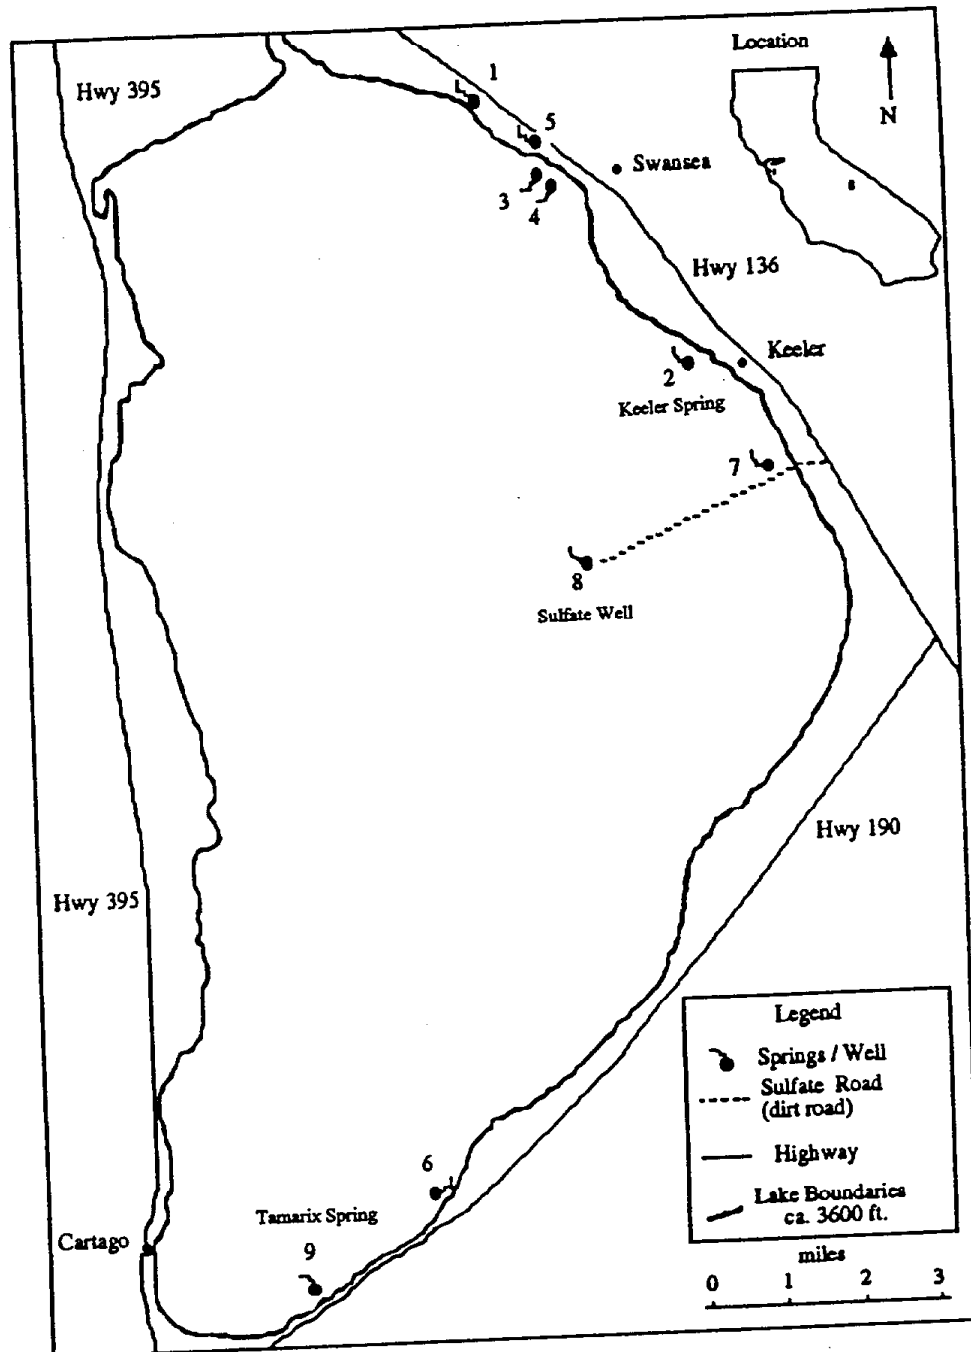 Location
N
Hwy 395
1
5
Swansea
3
4
Hwy 136
Keeler
2
Keeler Spring
7
8
Sulfate Well
Hwy 190
Hwy 395
Legend
Springs / Well
Sulfate Road
(dirt road)
Highway
Lake Boundaries
ca. 3600 ft.
6
Tamarix Spring
Cartago
9
miles
0 1 2 3